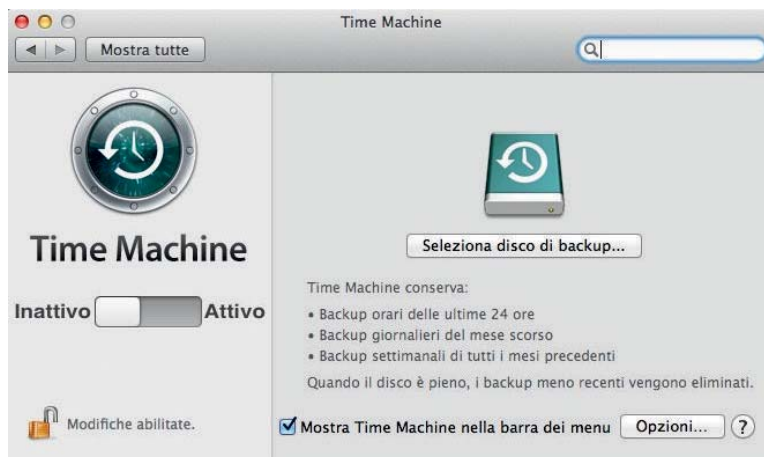 Time Machine
Mostra tutte
Time Machine
Inattivo Attivo
Modifiche abilitate.
Seleziona disco di backup...
Time Machine conserva:
• Backup orari delle ultime 24 ore
• Backup giornalieri del mese scorso
• Backup settimanali di tutti i mesi precedenti
Quando il disco è pieno, i backup meno recenti vengono eliminati.
Mostra Time Machine nella barra dei menu Opzioni... ?